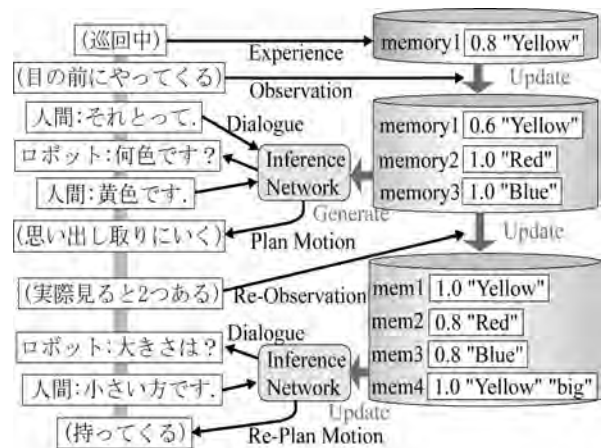 (巡回中)
Experience
memory1 0.8 "Yellow"
(目の前にやってくる)
Observation
Update
人間:それとって.
Dialogue
ロボット:何色です?
人間:黄色です.
Inference
Network
Generate
memory1 0.6 "Yellow"
memory2 1.0 "Red"
memory3 1.0 "Blue"
(思い出し取りにいく)
Plan Motion
Update
(実際見ると2つある)
Re-Observation
mem1 1.0 "Yellow"
mem2 0.8 "Red"
mem3 0.8 "Blue"
mem4 1.0 "Yellow" "big"
Dialogue
ロボット:大きさは?
人間:小さい方です.
Inference
Network
Update
(持ってくる)
Re-Plan Motion